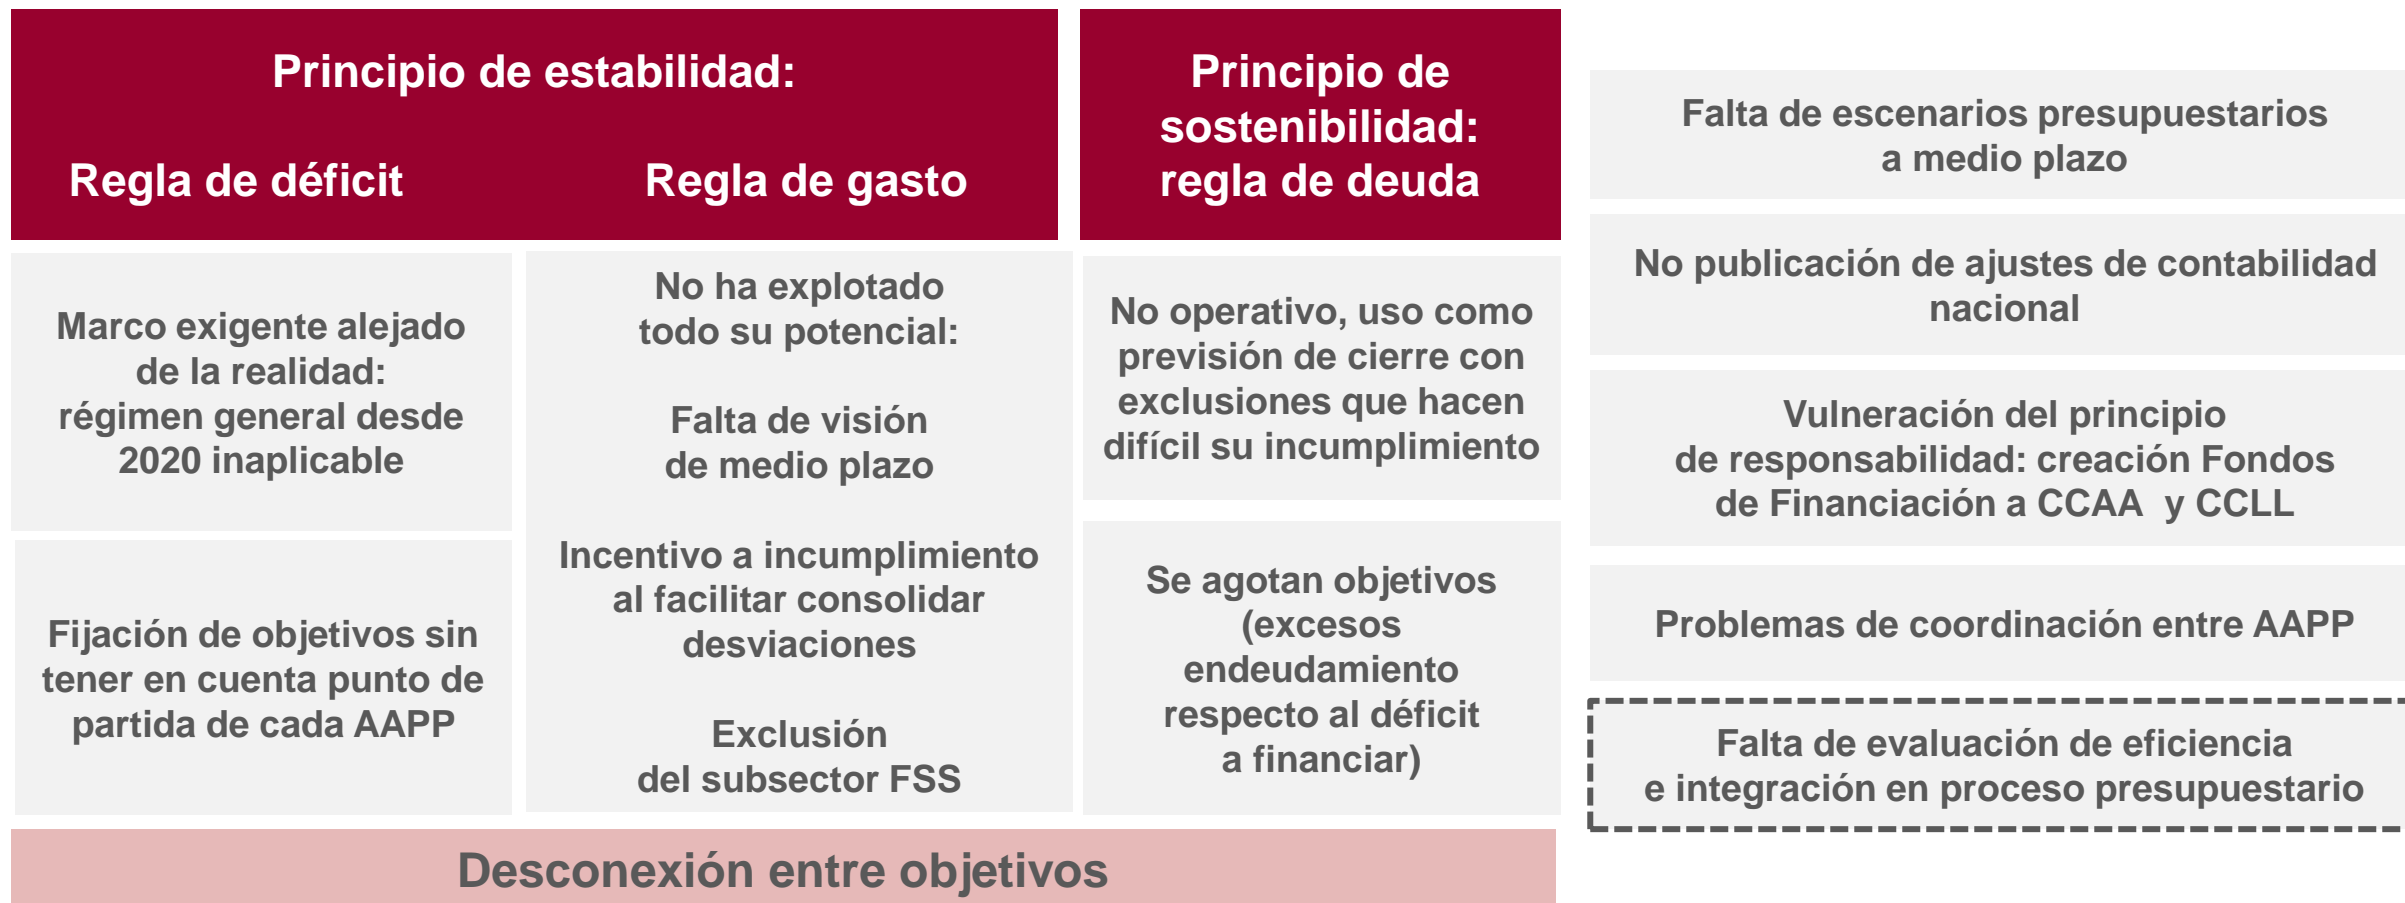 Principio de estabilidad:
Regla de déficit
Regla de gasto
Principio de
sostenibilidad:
regla de deuda
Marco exigente alejado
de la realidad:
régimen general desde
2020 inaplicable
Fijación de objetivos sin
tener en cuenta punto de
partida de cada AAPP
No ha explotado
todo su potencial:
Falta de visión
de medio plazo
Incentivo a incumplimiento
al facilitar consolidar
desviaciones
Exclusión
del subsector FSS
No operativo, uso como
previsión de cierre con
exclusiones que hacen
difícil su incumplimiento
Se agotan objetivos
(excesos
endeudamiento
respecto al déficit
a financiar)
Desconexión entre objetivos
Falta de escenarios presupuestarios
a medio plazo
No publicación de ajustes de contabilidad
nacional
Vulneración del principio
de responsabilidad: creación Fondos
de Financiación a CCAA  y CCLL
Problemas de coordinación entre AAPP
Falta de evaluación de eficiencia
e integración en proceso presupuestario